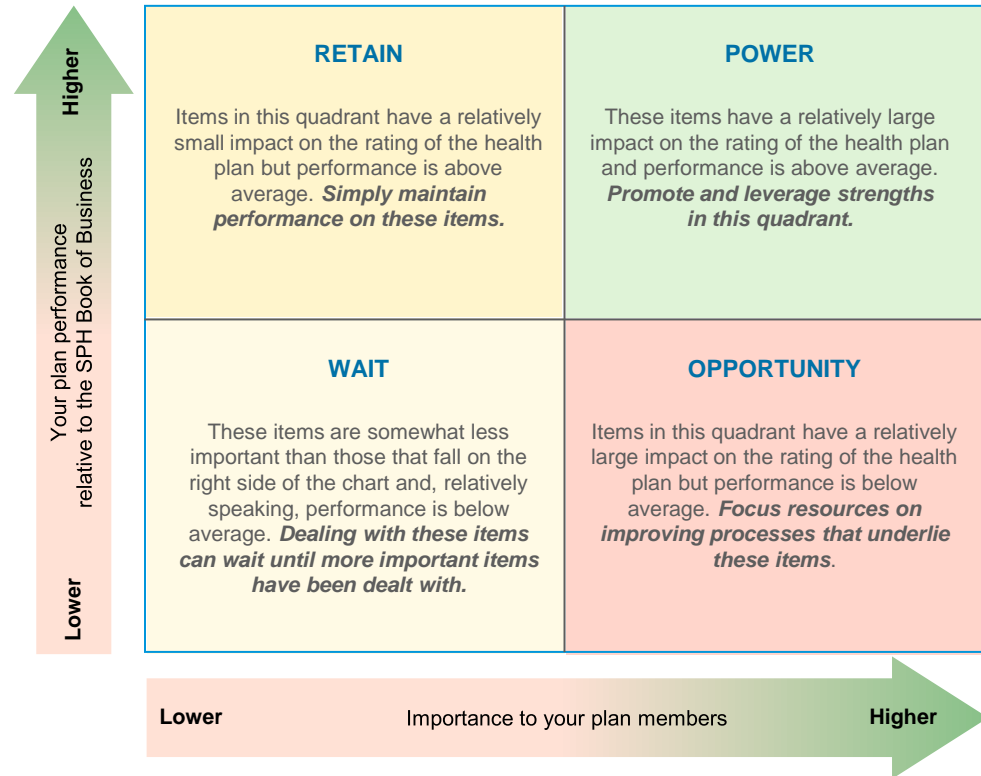 RETAIN
Items in this quadrant have a relatively
small impact on the rating of the health
plan but performance is above
average. Simply maintain
performance on these items.
POWER
These items have a relatively large
impact on the rating of the health plan
and performance is above average.
Promote and leverage strengths
in this quadrant.
WAIT
These items are somewhat less
important than those that fall on the
right side of the chart and, relatively
speaking, performance is below
average. Dealing with these items
can wait until more important items
have been dealt with.
OPPORTUNITY
Items in this quadrant have a relatively
large impact on the rating of the health
plan but performance is below
average. Focus resources on
improving processes that underlie
these items.
Higher
Your plan performance
relative to the SPH Book of Business
Lower
Lower
Importance to your plan members
Higher